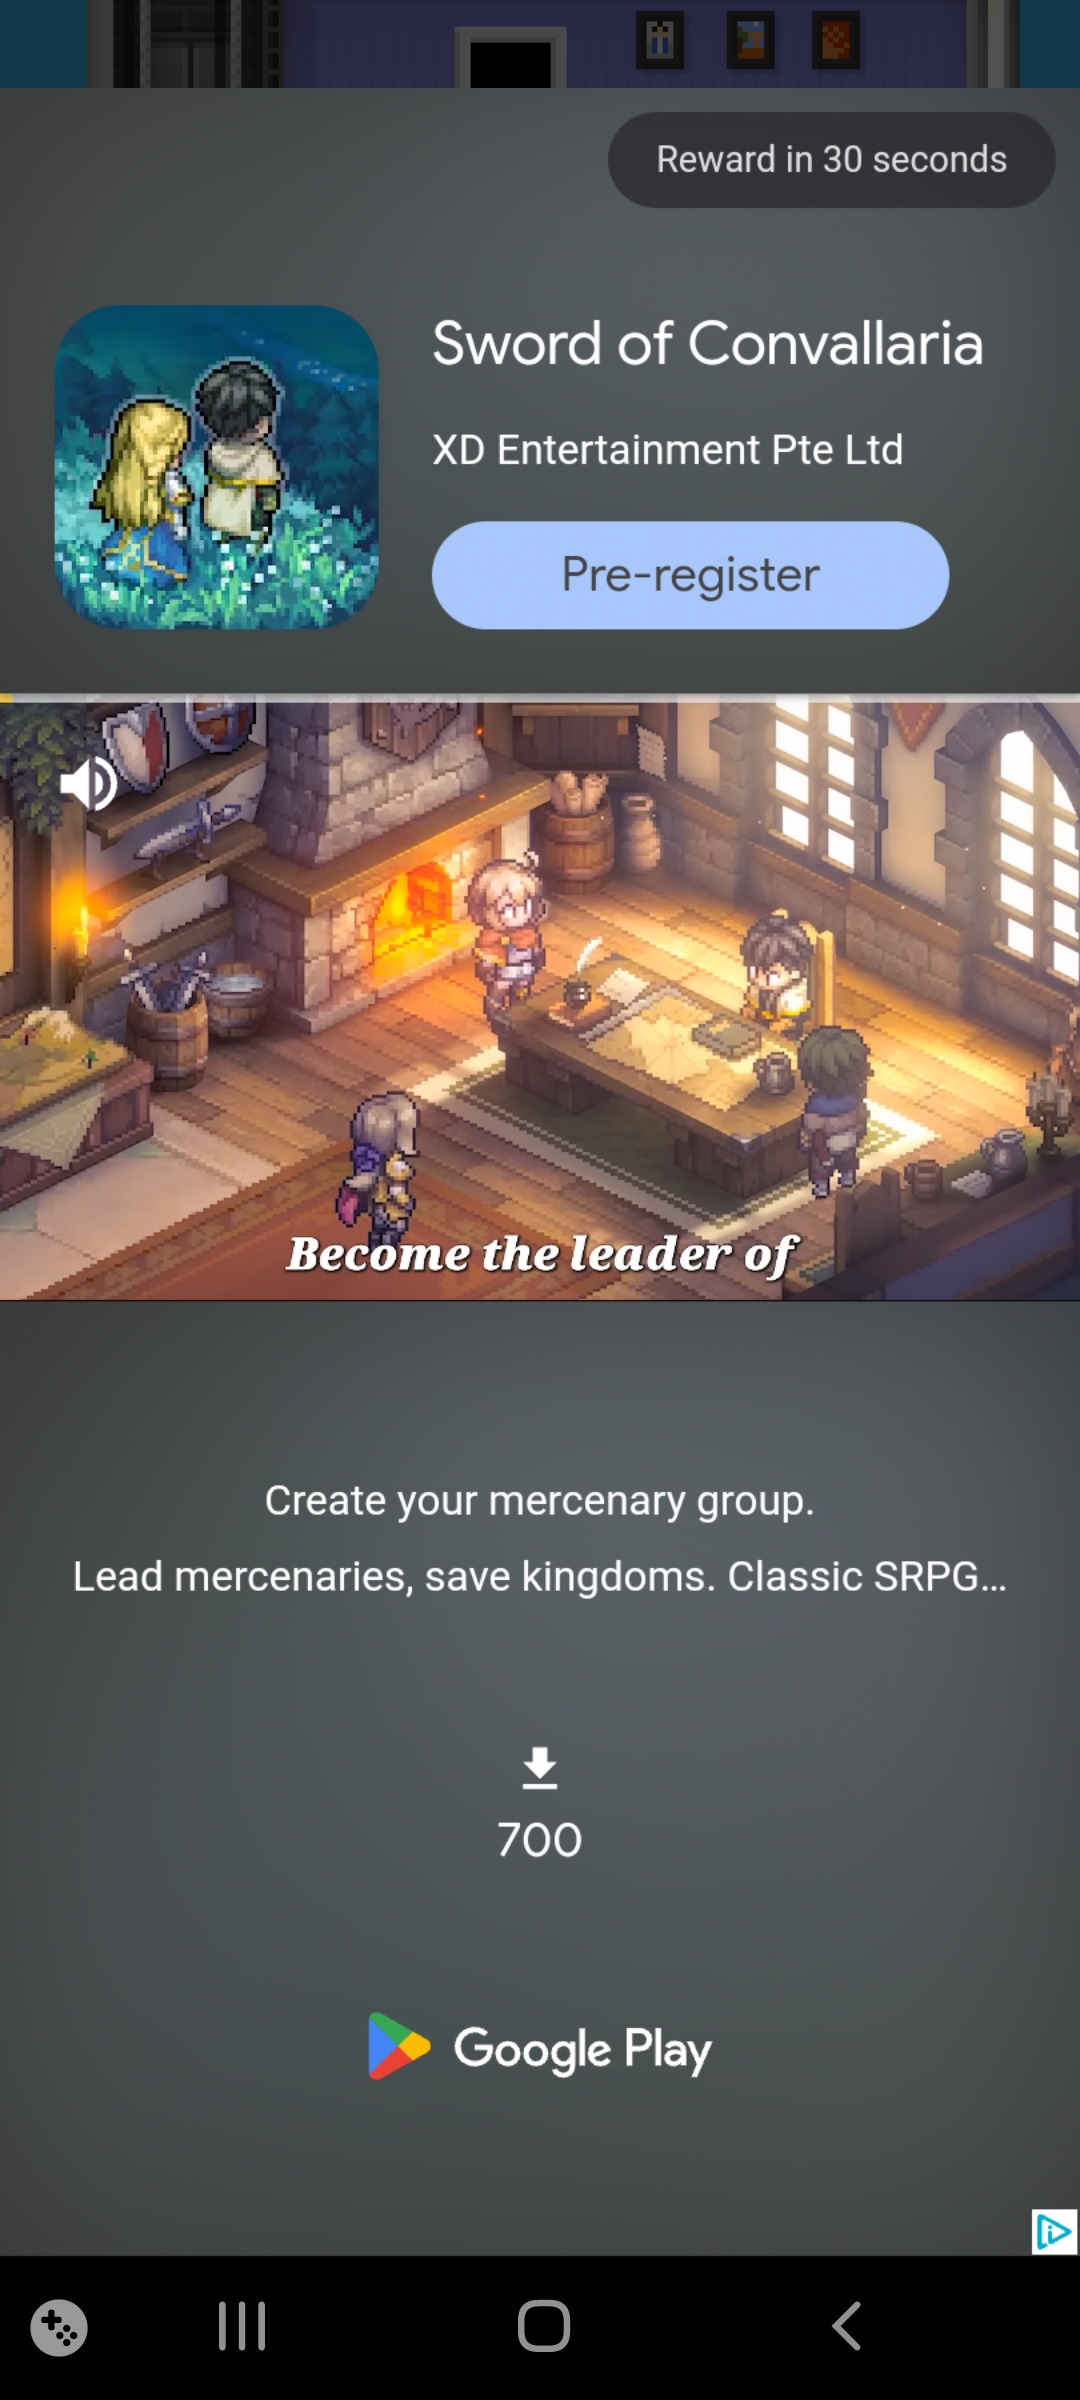 Reward in 30 seconds
Sword of Convallaria
XD Entertainment Pte Ltd
Pre-register
Become the leader of
Create your mercenary group.
Lead mercenaries, save kingdoms. Classic SRPG...
700
Google Play